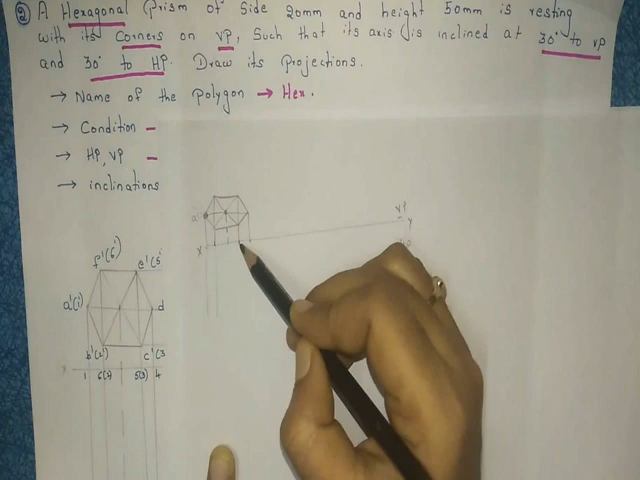 ② A Hexagonal Prism of side 20mm and height 50mm is resting
with its Corners on VP, Such that its axis is inclined at 30° to VP
and 30° to HP. Draw its Projections.
→ Name of the Polygon → Hex.
→ Condition -
→ HP, VP -
→ inclinations
a'
VP
X Y
f'(6') e'(5'
a'(1') d
b'(2') c'(3
X 1 6(2) 5(3) 4